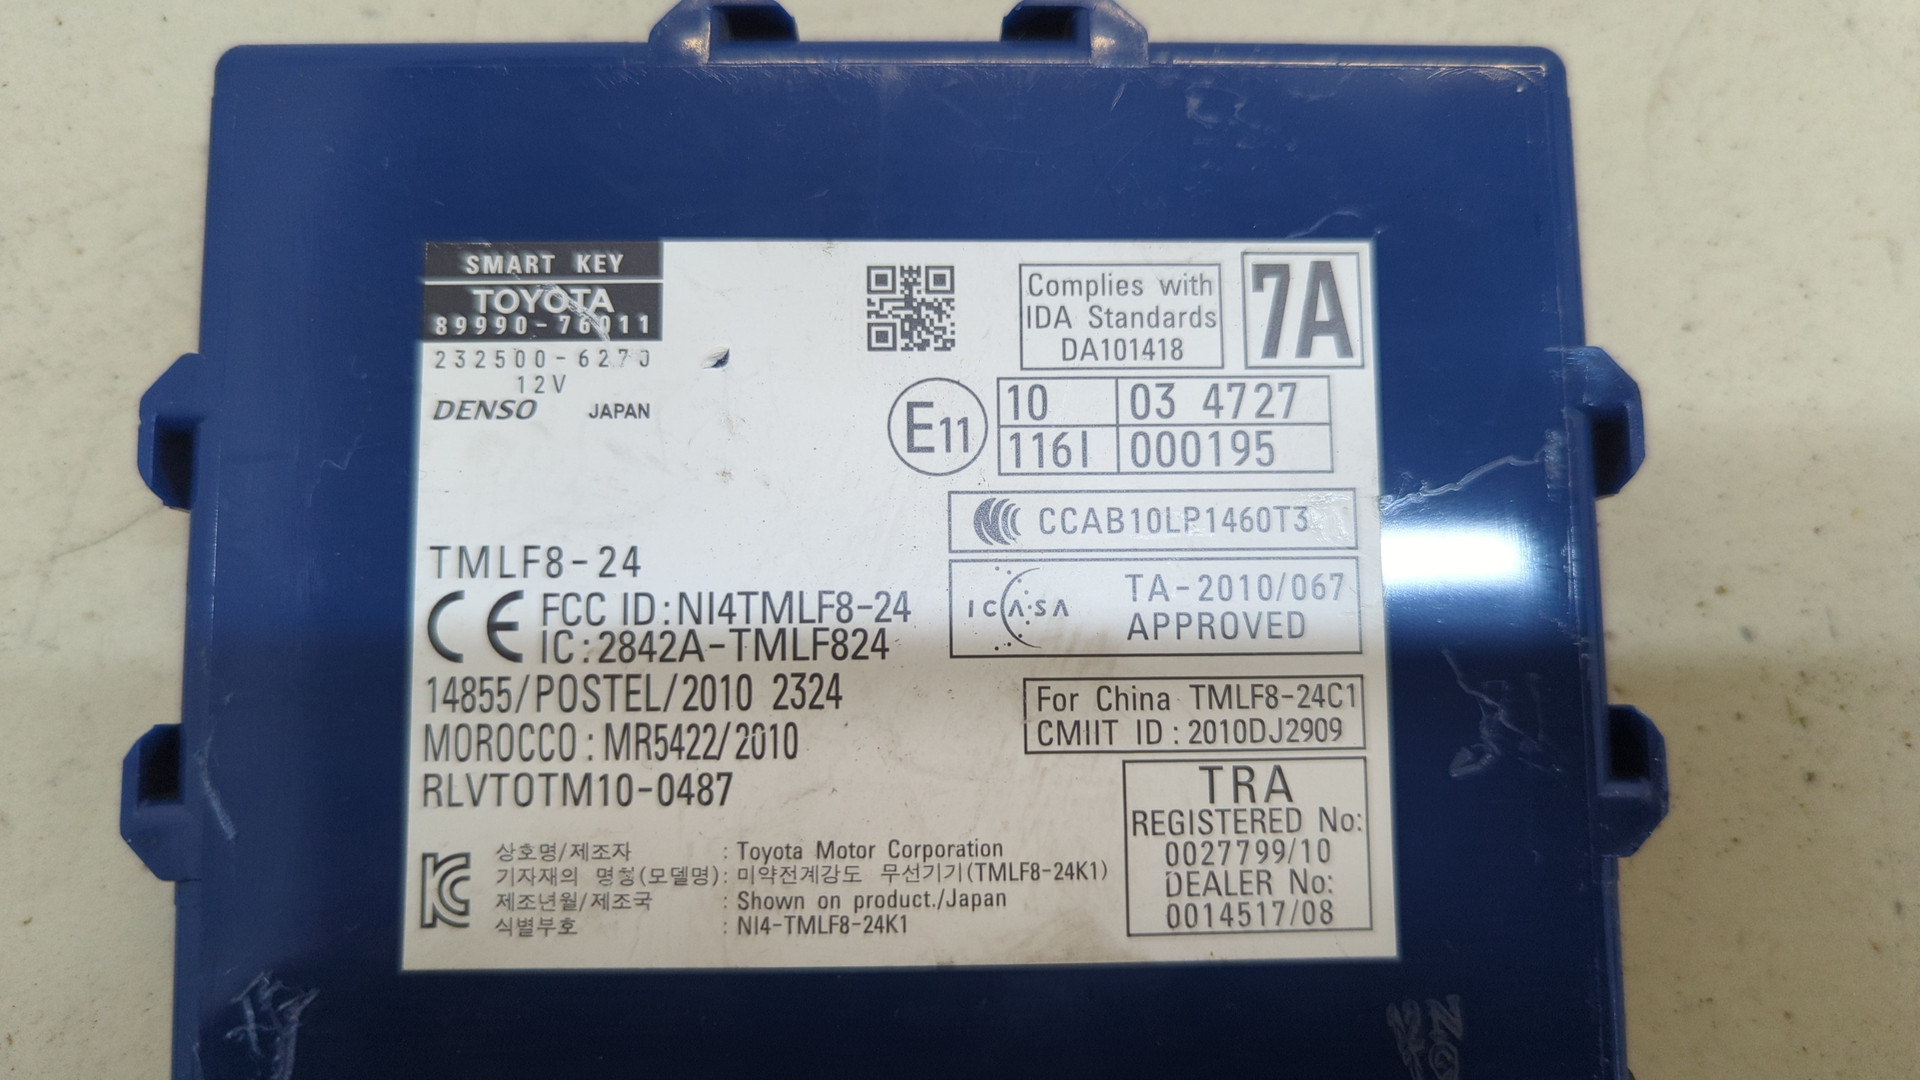 SMART KEY
TOYOTA
89990-76011
232500-6270
12V
DENSO JAPAN
Complies with
IDA Standards
DA101418
7A
E11
10 03 4727
116I 000195
CCAB10LP1460T3
ICASA
TA-2010/067
APPROVED
TMLF8-24
CE FCC ID:NI4TMLF8-24
IC:2842A-TMLF824
14855/POSTEL/2010 2324
MOROCCO:MR5422/2010
RLVTOTM10-0487
For China TMLF8-24C1
CMIIT ID:2010DJ2909
TRA
REGISTERED No:
0027799/10
DEALER No:
0014517/08
상호명/제조자 : Toyota Motor Corporation
기자재의 명칭(모델명): 미약전계강도 무선기기(TMLF8-24K1)
제조년월/제조국 : Shown on product./Japan
식별부호 : NI4-TMLF8-24K1